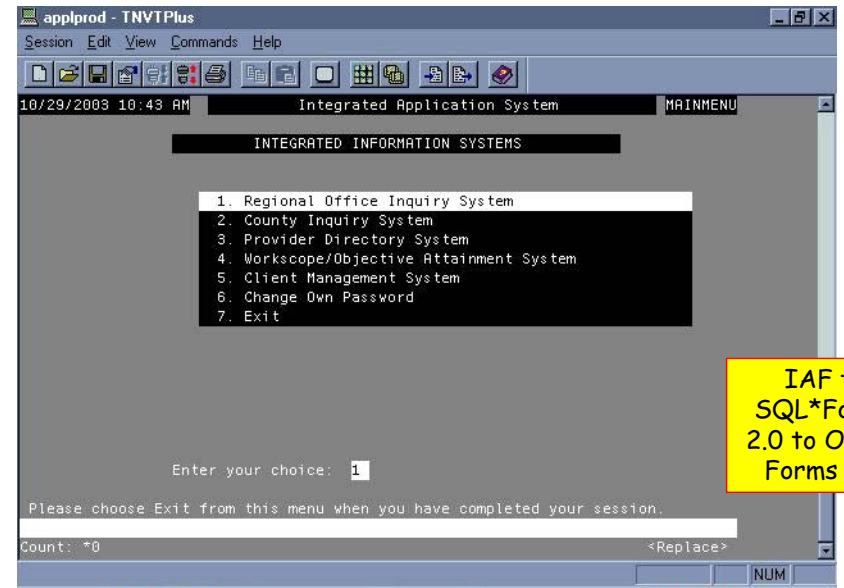 applprod - TNVTPlus
Session Edit View Commands Help
10/29/2003 10:43 AM Integrated Application System MAINMENU
INTEGRATED INFORMATION SYSTEMS
1. Regional Office Inquiry System
2. County Inquiry System
3. Provider Directory System
4. Workscope/Objective Attainment System
5. Client Management System
6. Change Own Password
7. Exit
IAF
SQL*Fo
2.0 to O
Forms
Enter your choice: 1
Please choose Exit from this menu when you have completed your session.
Count: *0 <Replace>
NUM